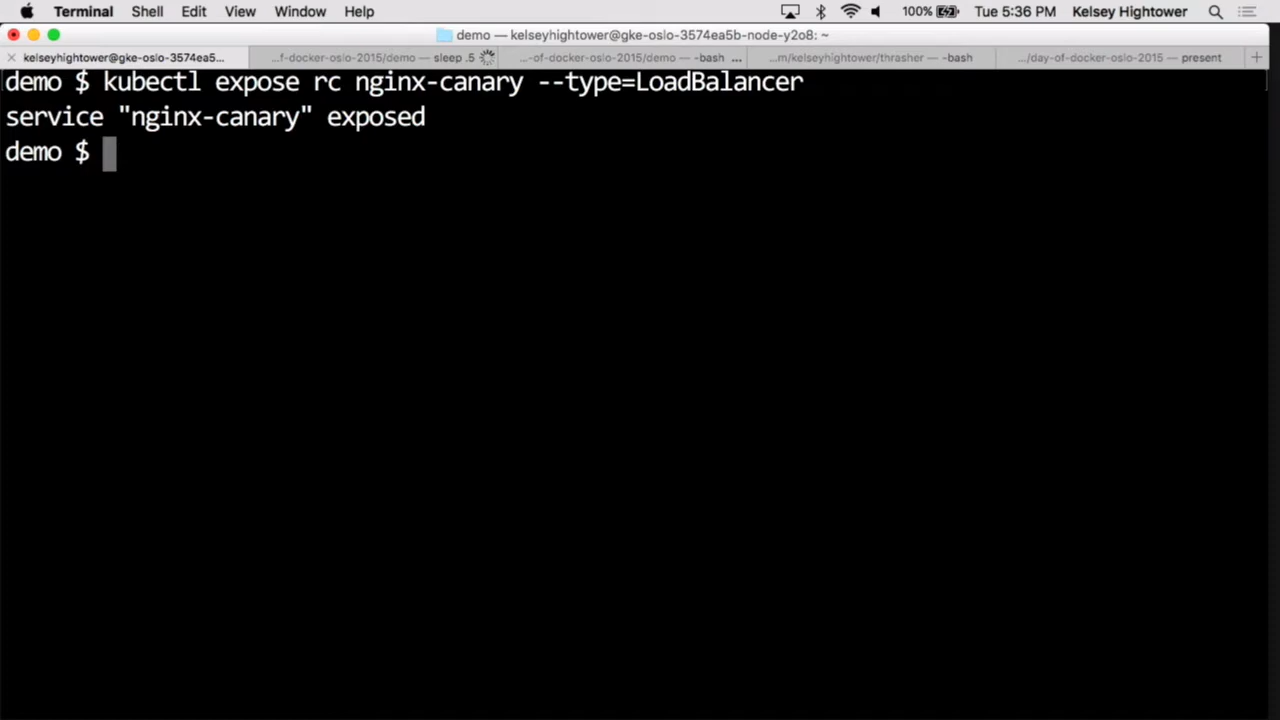 Terminal Shell Edit View Window Help 100% Tue 5:36 PM Kelsey Hightower
demo — kelseyhightower@gke-oslo-3574ea5b-node-y2o8: ~
kelseyhightower@gke-oslo-3574ea5... ...f-docker-oslo-2015/demo — sleep .5 ...-of-docker-oslo-2015/demo — -bash ... ...m/kelseyhightower/thrasher — -bash .../day-of-docker-oslo-2015 — present
demo $ kubectl expose rc nginx-canary --type=LoadBalancer
service "nginx-canary" exposed
demo $